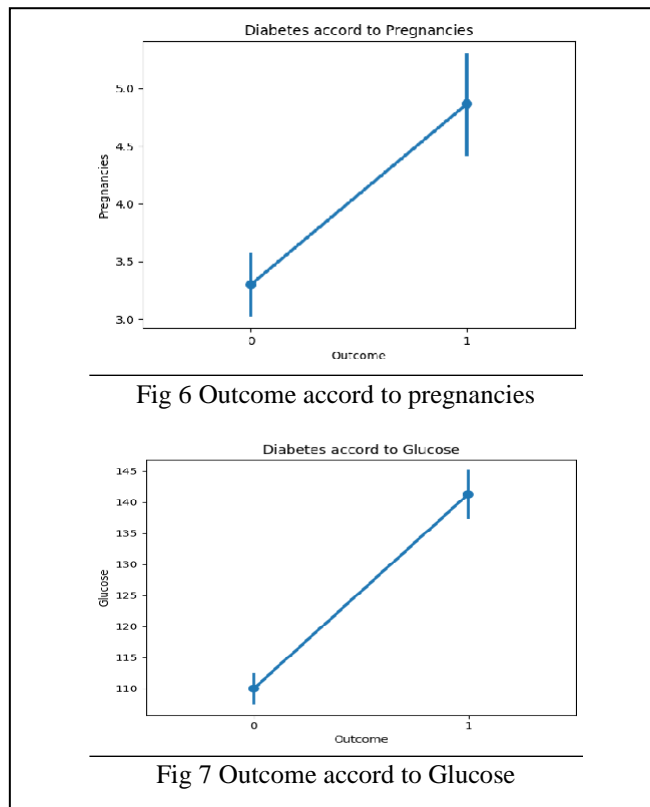 Diabetes accord to Pregnancies
5.0
4.5
4.0
3.5
3.0
Pregnancies
0 1
Outcome
Fig 6 Outcome accord to pregnancies
Diabetes accord to Glucose
145
140
135
130
125
120
115
110
Glucose
0 1
Outcome
Fig 7 Outcome accord to Glucose